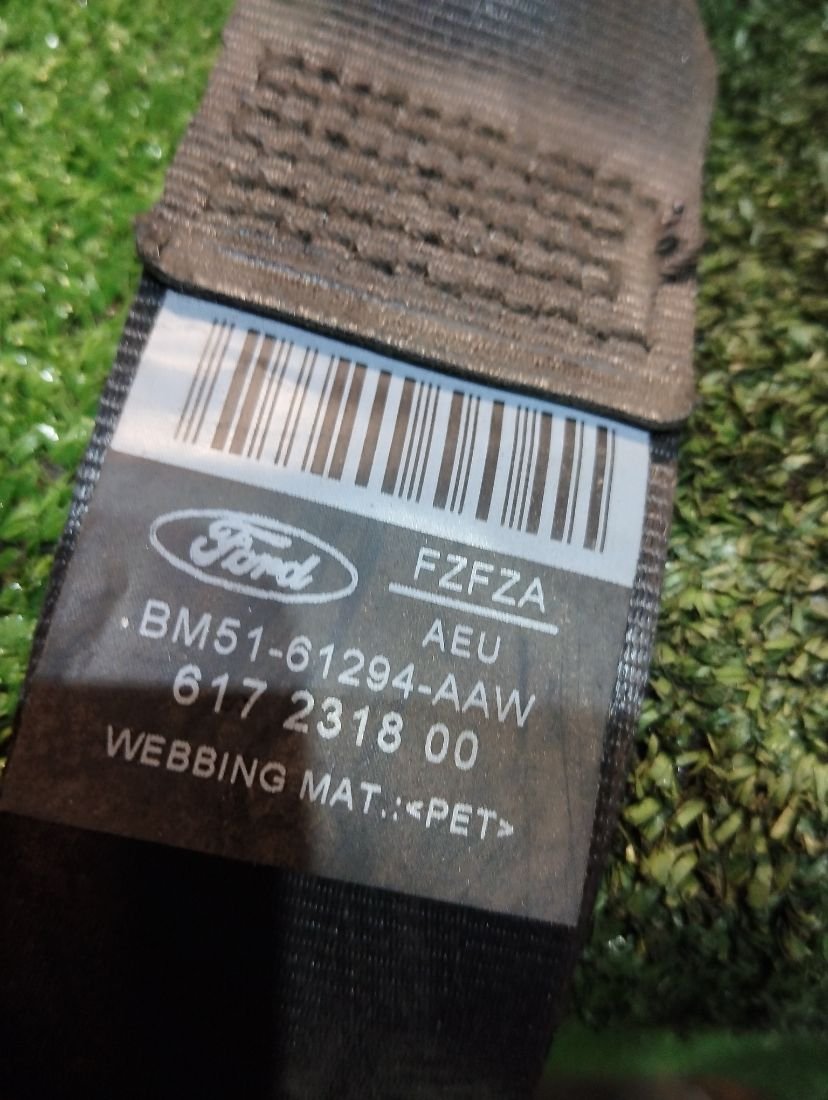 Ford
FZFZA
AEU
BM51-61294-AAW
617 2318 00
WEBBING MAT.:<PET>